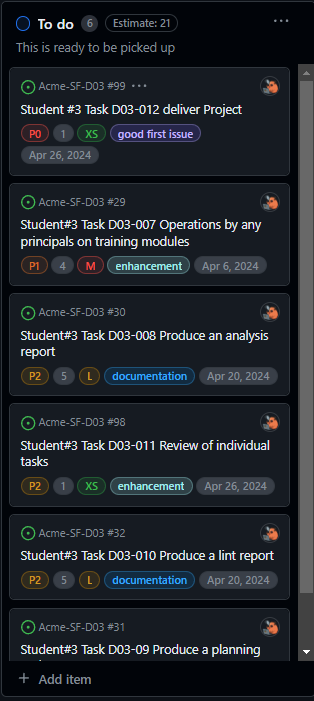 To do 6 Estimate: 21
This is ready to be picked up
Acme-SF-D03 #99
Student #3 Task D03-012 deliver Project
P0 1 XS good first issue
Apr 26, 2024
Acme-SF-D03 #29
Student#3 Task D03-007 Operations by any
principals on training modules
P1 4 M enhancement Apr 6, 2024
Acme-SF-D03 #30
Student#3 Task D03-008 Produce an analysis
report
P2 5 L documentation Apr 20, 2024
Acme-SF-D03 #98
Student#3 Task D03-011 Review of individual
tasks
P2 1 XS enhancement Apr 26, 2024
Acme-SF-D03 #32
Student#3 Task D03-010 Produce a lint report
P2 5 L documentation Apr 20, 2024
Acme-SF-D03 #31
Student#3 Task D03-09 Produce a planning
+ Add item